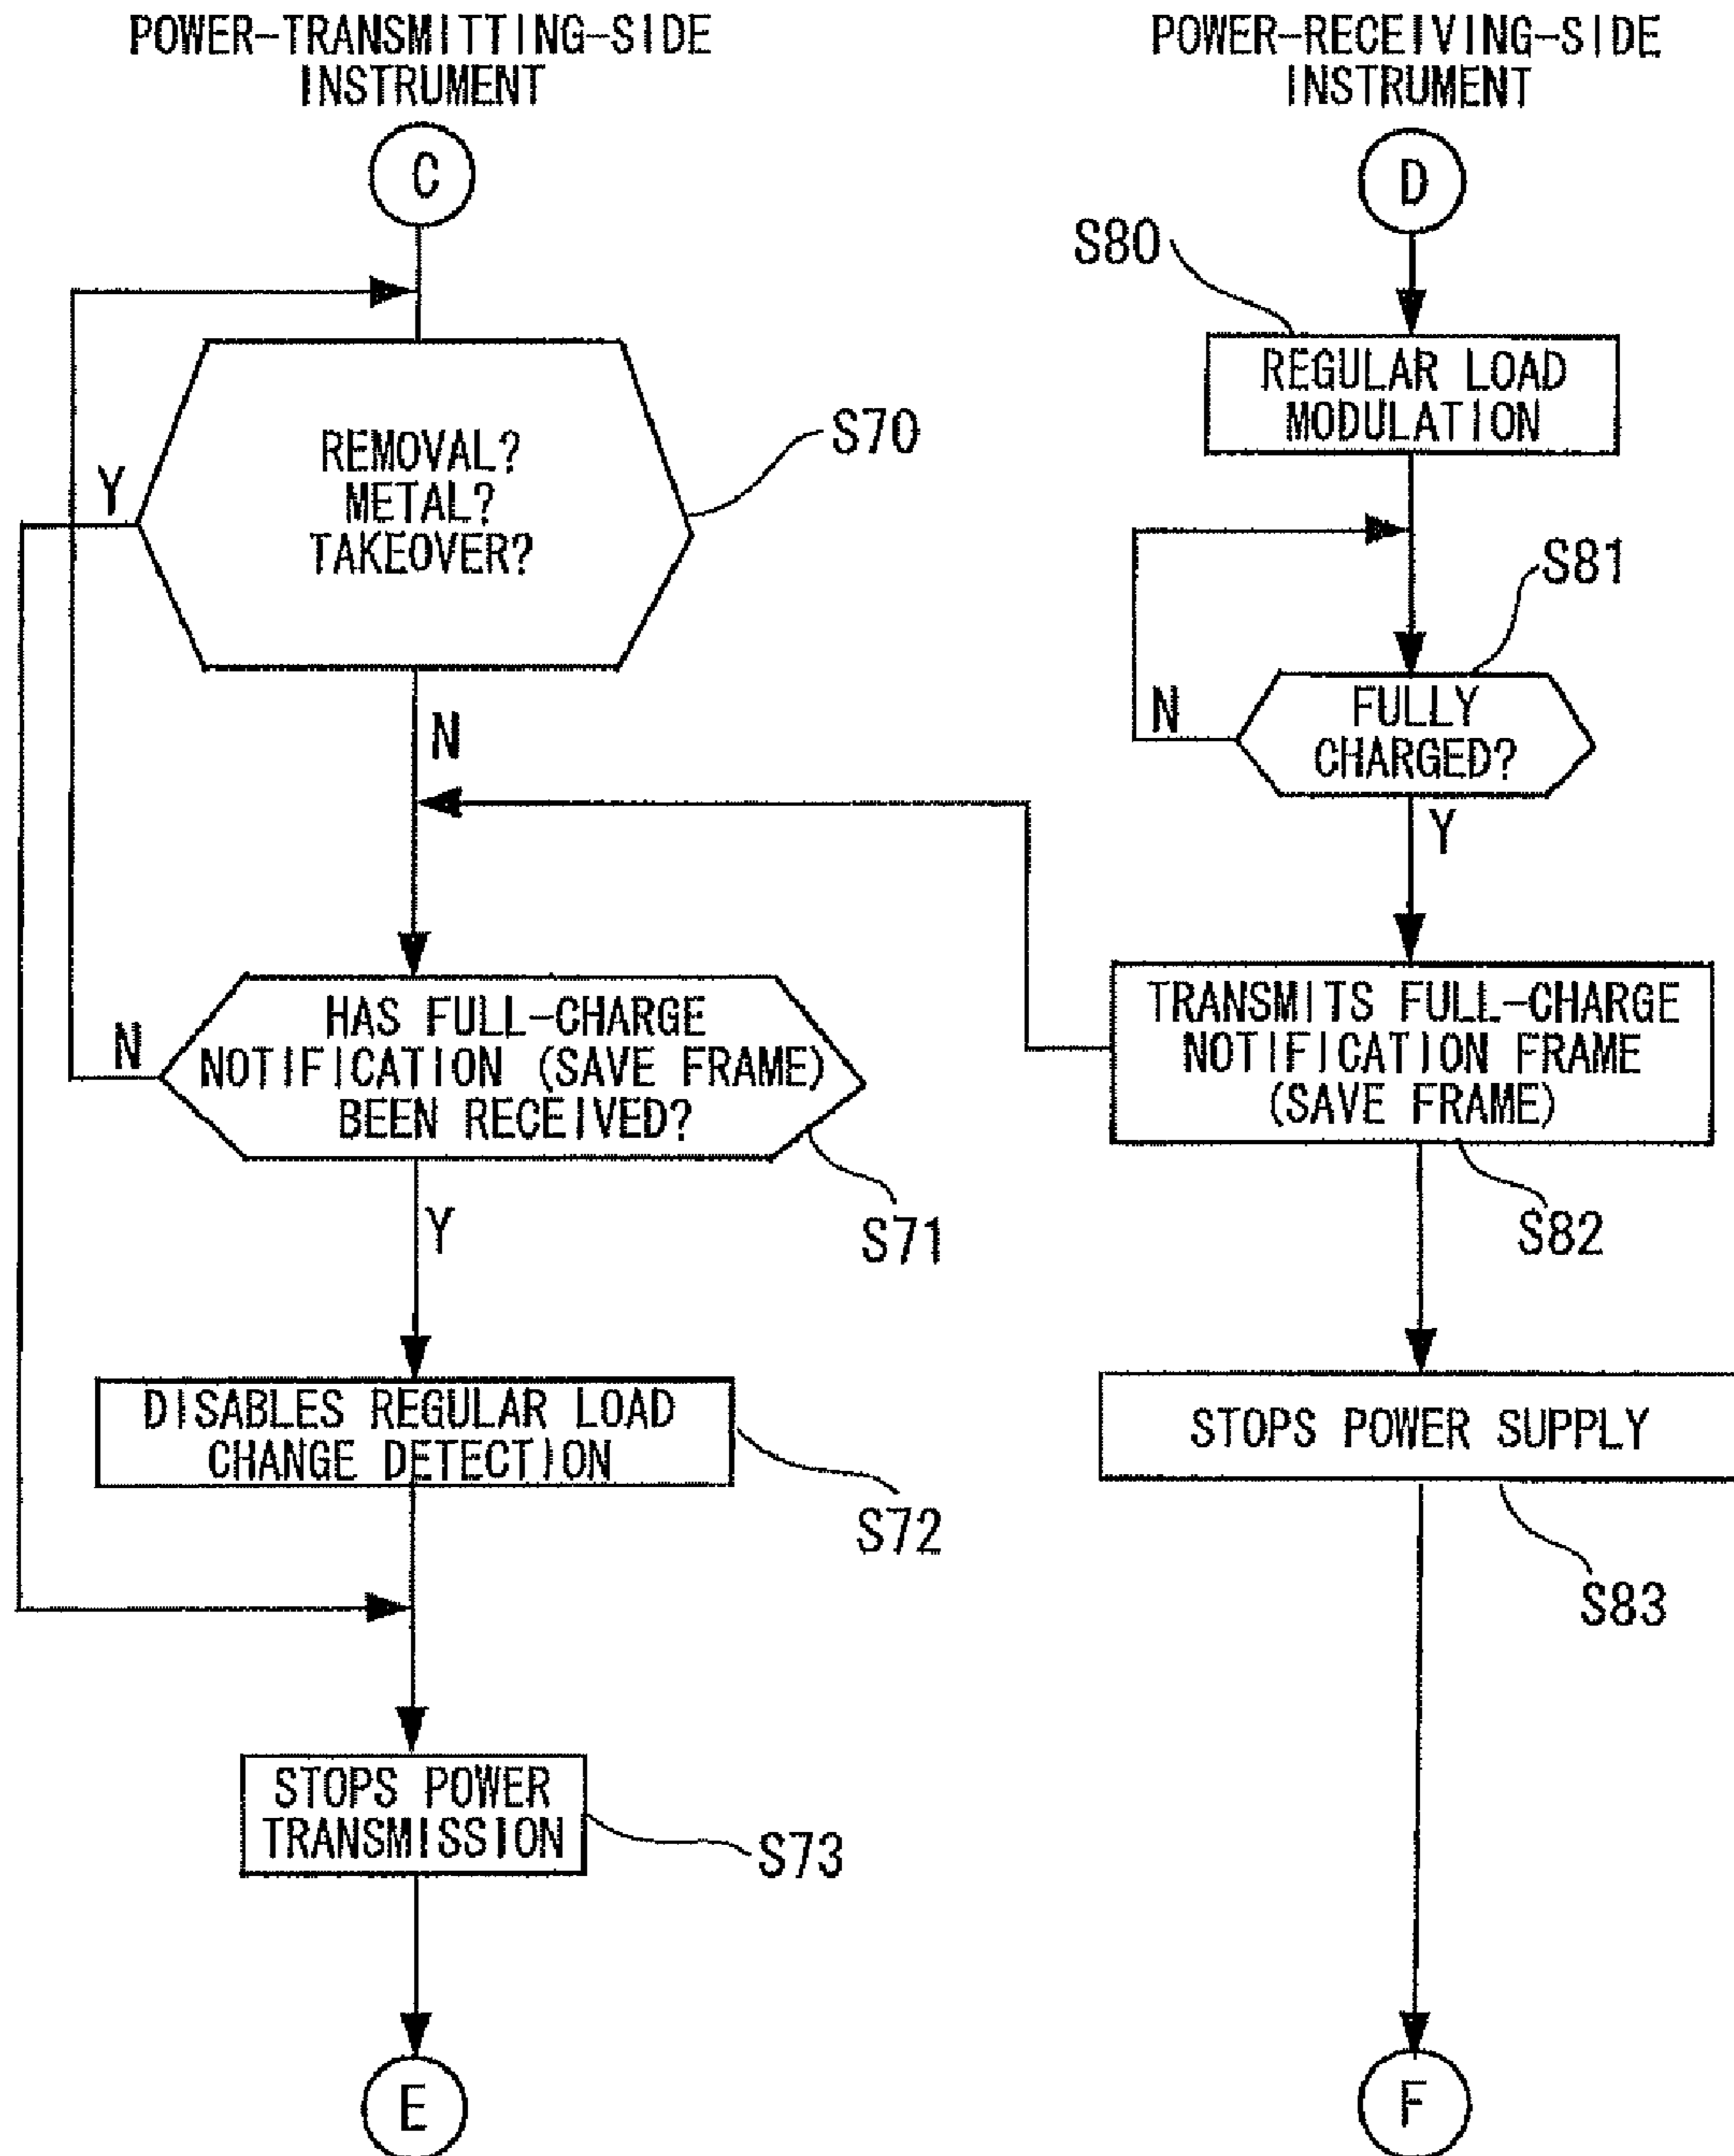 POWER-TRANSMITTING-SIDE
INSTRUMENT
C
REMOVAL?
METAL?
TAKEOVER?
S70
Y
N
HAS FULL-CHARGE
NOTIFICATION (SAVE FRAME)
BEEN RECEIVED?
N
S71
Y
DISABLES REGULAR LOAD
CHANGE DETECTION
S72
STOPS POWER
TRANSMISSION
S73
E
POWER-RECEIVING-SIDE
INSTRUMENT
D
S80
REGULAR LOAD
MODULATION
S81
N
FULLY
CHARGED?
Y
TRANSMITS FULL-CHARGE
NOTIFICATION FRAME
(SAVE FRAME)
S82
STOPS POWER SUPPLY
S83
F